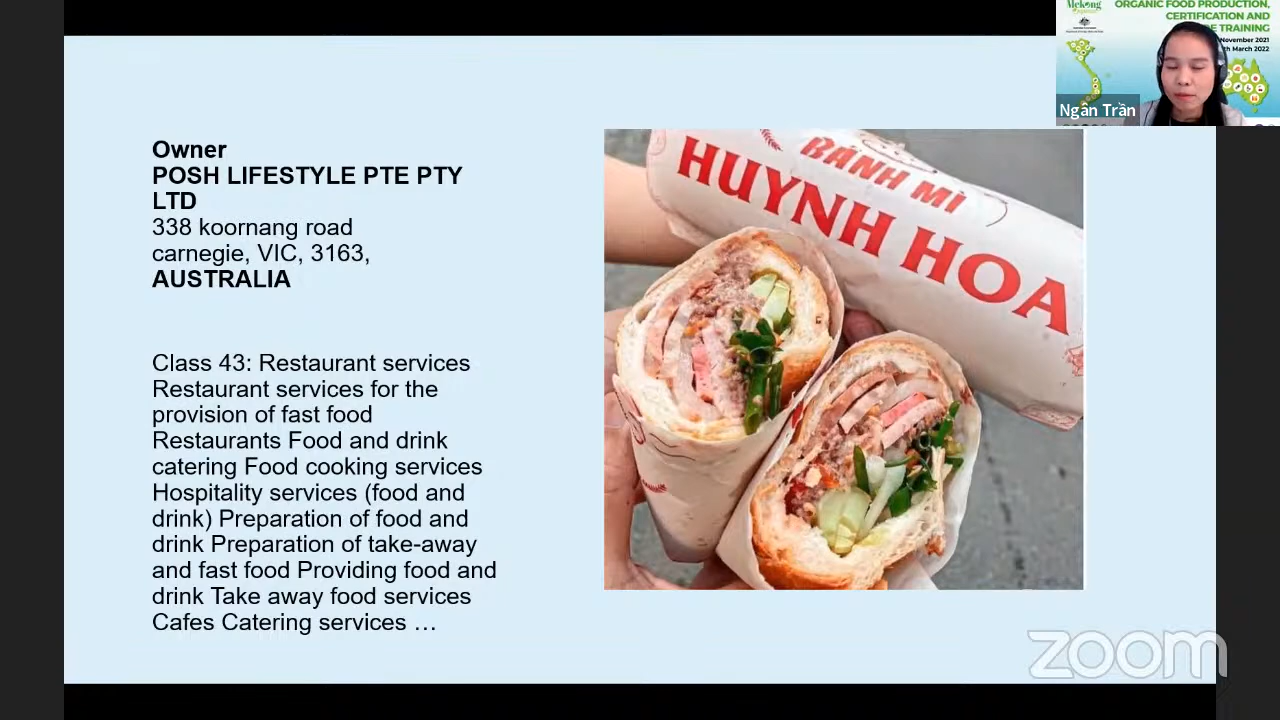 Mekong
ORGANIC FOOD PRODUCTION,
CERTIFICATION AND
TRAINING
November 2021
March 2022
Ngân Trần
Owner
POSH LIFESTYLE PTE PTY
LTD
338 koornang road
carnegie, VIC, 3163,
AUSTRALIA
Class 43: Restaurant services
Restaurant services for the
provision of fast food
Restaurants Food and drink
catering Food cooking services
Hospitality services (food and
drink) Preparation of food and
drink Preparation of take-away
and fast food Providing food and
drink Take away food services
Cafes Catering services …
BÁNH MÌ
HUYNH HOA
zoom